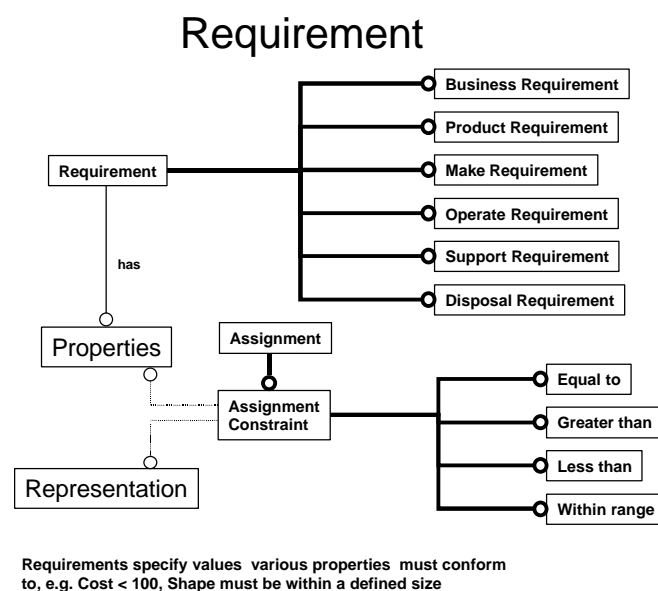 Requirement
Business Requirement
Product Requirement
Requirement
Make Requirement
Operate Requirement
Support Requirement
has
Disposal Requirement
Properties
Assignment
Equal to
Assignment
Constraint
Greater than
Less than
Representation
Within range
Requirements specify values various properties must conform
to, e.g. Cost < 100, Shape must be within a defined size